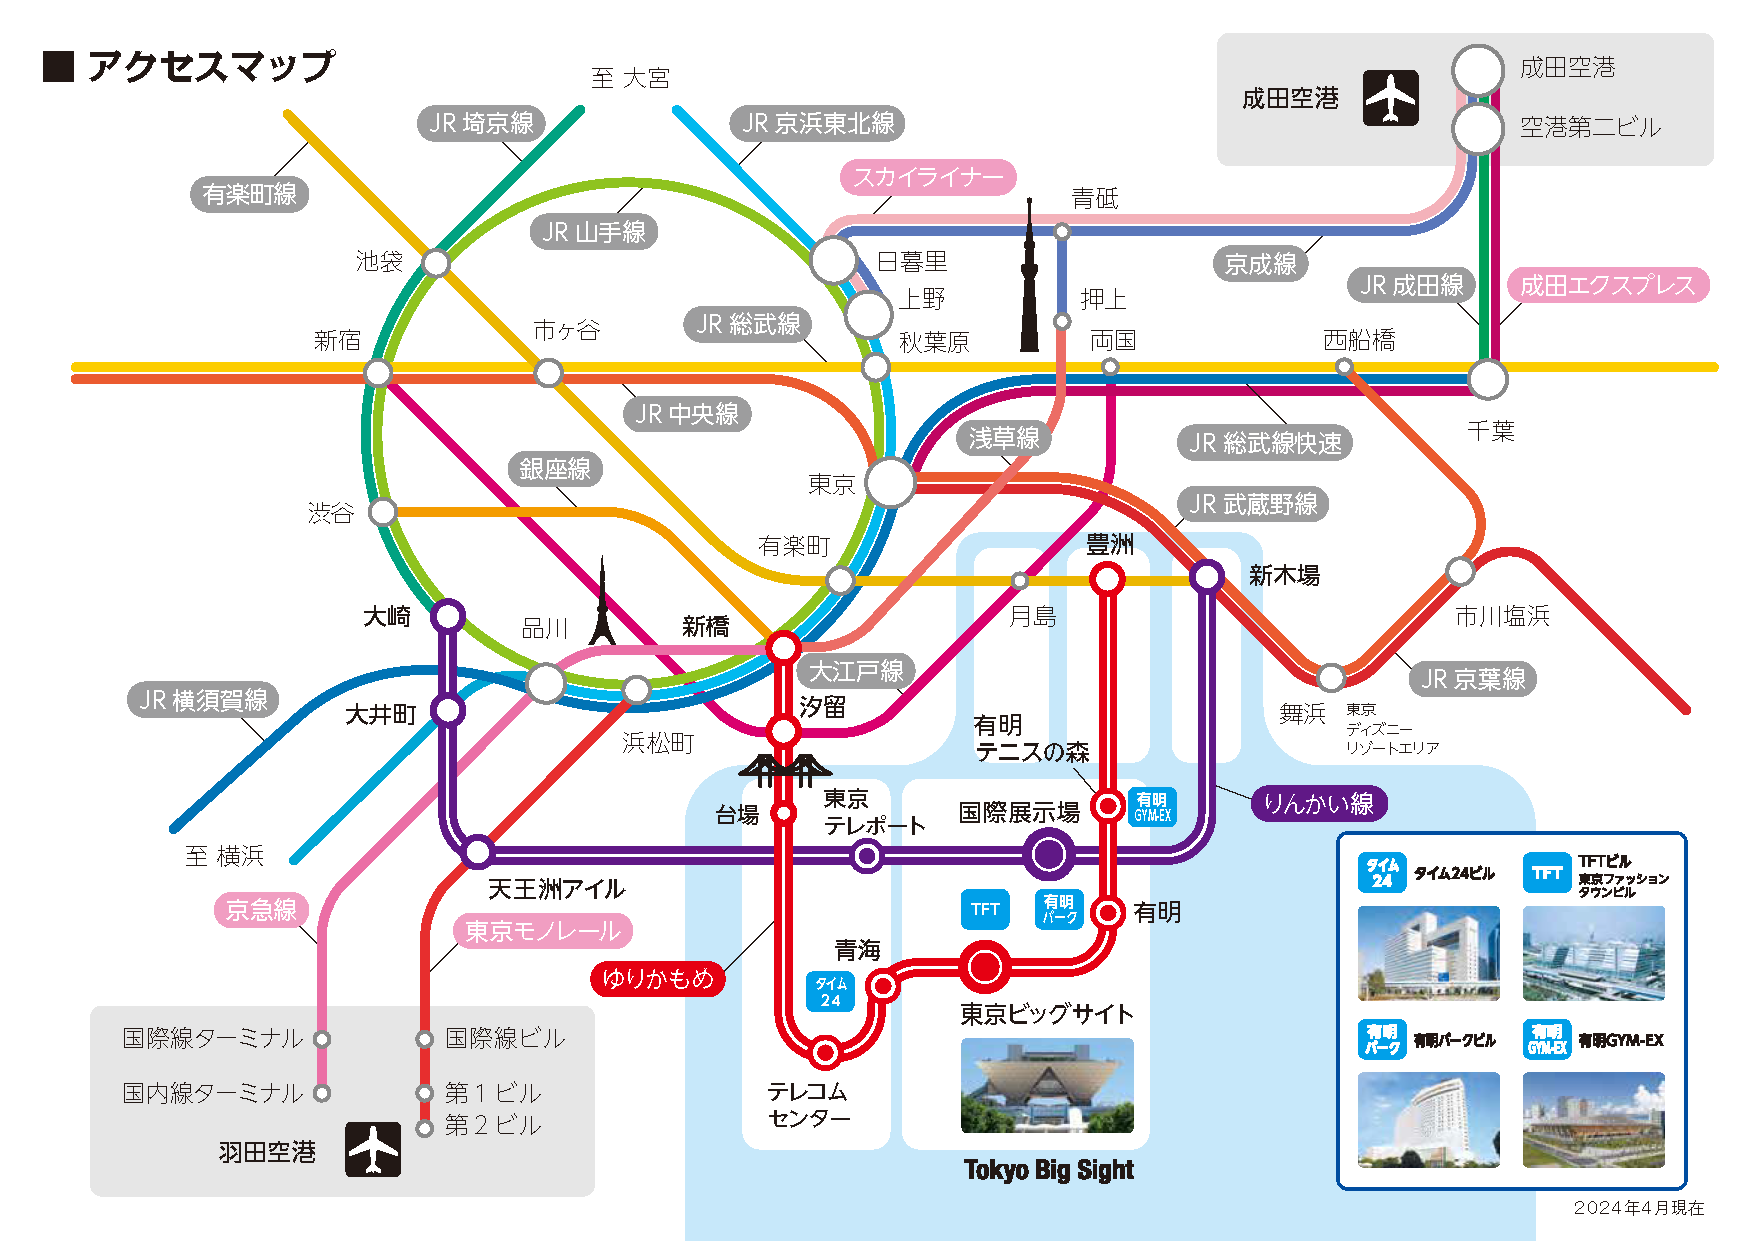 ■ アクセスマップ
至 大宮
成田空港
成田空港
空港第二ビル
JR 埼京線
JR 京浜東北線
有楽町線
スカイライナー
青砥
JR 山手線
池袋
日暮里
京成線
JR 成田線
成田エクスプレス
上野
押上
新宿
市ヶ谷
JR 総武線
秋葉原
両国
西船橋
JR 中央線
浅草線
JR 総武線快速
千葉
銀座線
東京
渋谷
JR 武蔵野線
有楽町
豊洲
新木場
大崎
品川
新橋
月島
市川塩浜
大江戸線
JR 京葉線
JR 横須賀線
大井町
汐留
舞浜
東京
ディズニー
リゾートエリア
浜松町
有明
テニスの森
台場
東京
テレポート
国際展示場
有明
GYM-EX
りんかい線
至 横浜
天王洲アイル
京急線
東京モノレール
TFT
有明
パーク
有明
ゆりかもめ
青海
タイム
24
東京ビッグサイト
国際線ターミナル
国際線ビル
国内線ターミナル
第1ビル
第2ビル
羽田空港
テレコム
センター
Tokyo Big Sight
タイム
24
タイム24ビル
TFT
TFTビル
東京ファッション
タウンビル
有明
パーク
有明パークビル
有明
GYM-EX
有明GYM-EX
2024年4月現在